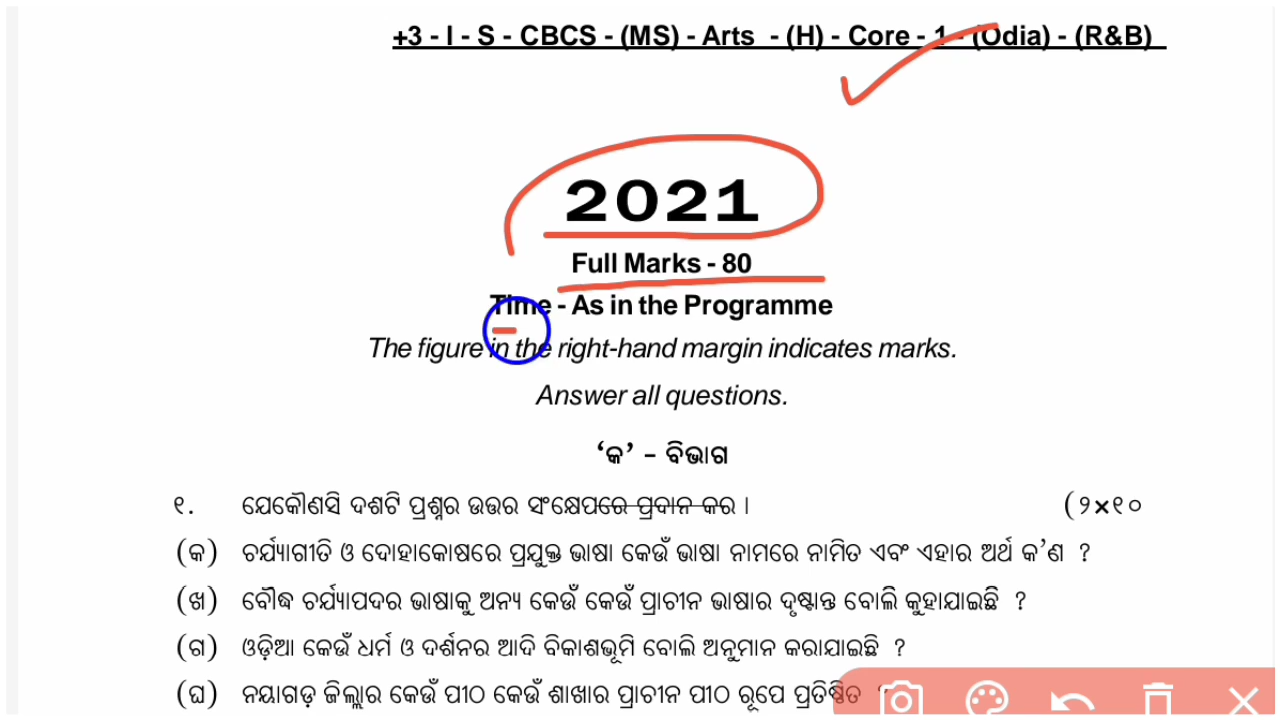 +3 - I - S - CBCS - (MS) - Arts - (H) - Core - 1 - (Odia) - (R&B)
2021
Full Marks - 80
Time - As in the Programme
The figure in the right-hand margin indicates marks.
Answer all questions.
‘କ’ – ବିଭାଗ
୧. ଯେକୌଣସି ଦଶଟି ପ୍ରଶ୍ନର ଉତ୍ତର ସଂକ୍ଷେପରେ ପ୍ରଦାନ କର । (୨×୧୦
(କ) ଚର୍ଯ୍ୟାଗୀତି ଓ ଦୋହାକୋଷରେ ପ୍ରଯୁକ୍ତ ଭାଷା କେଉଁ ଭାଷା ନାମରେ ନାମିତ ଏବଂ ଏହାର ଅର୍ଥ କ’ଣ ?
(ଖ) ବୌଦ୍ଧ ଚର୍ଯ୍ୟାପଦର ଭାଷାକୁ ଅନ୍ୟ କେଉଁ କେଉଁ ପ୍ରାଚୀନ ଭାଷାର ଦୃଷ୍ଟାନ୍ତ ବୋଲି କୁହାଯାଇଛି ?
(ଗ) ଓଡ଼ିଆ କେଉଁ ଧର୍ମ ଓ ଦର୍ଶନର ଆଦି ବିକାଶଭୂମି ବୋଲି ଅନୁମାନ କରାଯାଇଛି ?
(ଘ) ନୟାଗଡ଼ ଜିଲ୍ଲାର କେଉଁ ପୀଠ କେଉଁ ଶାଖାର ପ୍ରାଚୀନ ପୀଠ ରୂପେ ପ୍ରତିଷ୍ଠିତ ?